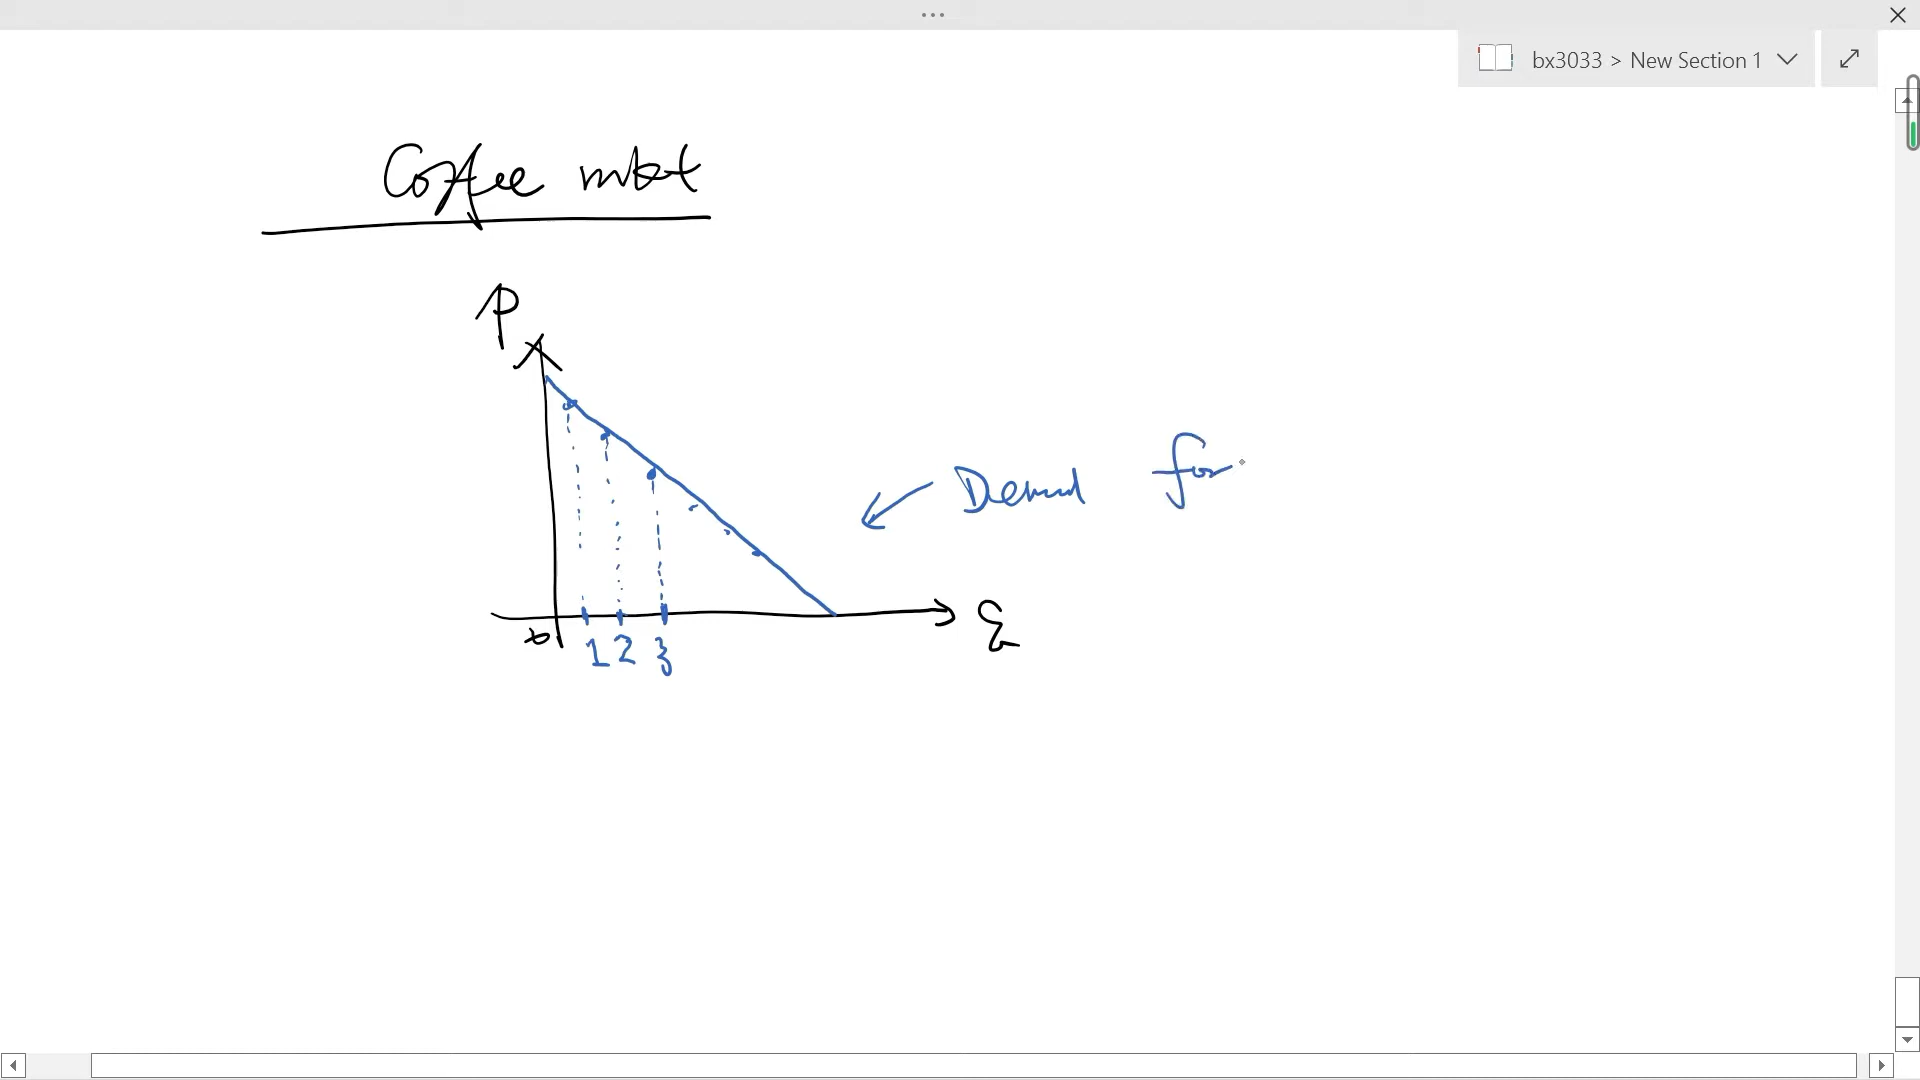 bx3033 > New Section 1
Coffee mkt
P
Demand for
0
Q
1 2 3